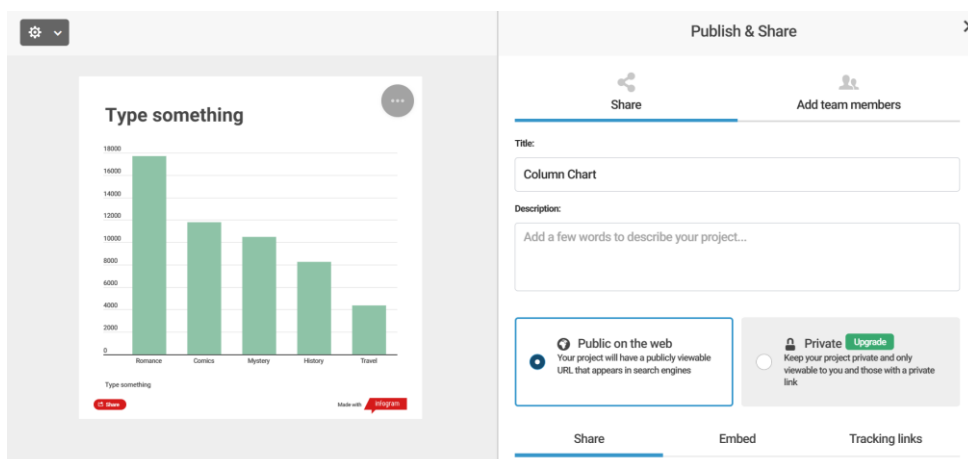 Publish & Share
Share
Add team members
Type something
Title:
Column Chart
Description:
Add a few words to describe your project...
18000
16000
14000
12000
10000
8000
6000
4000
2000
0
Romance Comics Mystery History Travel
Type something
Share
Made with infogram
Public on the web
Your project will have a publicly viewable
URL that appears in search engines
Private Upgrade
Keep your project private and only
viewable to you and those with a private
link
Share Embed Tracking links